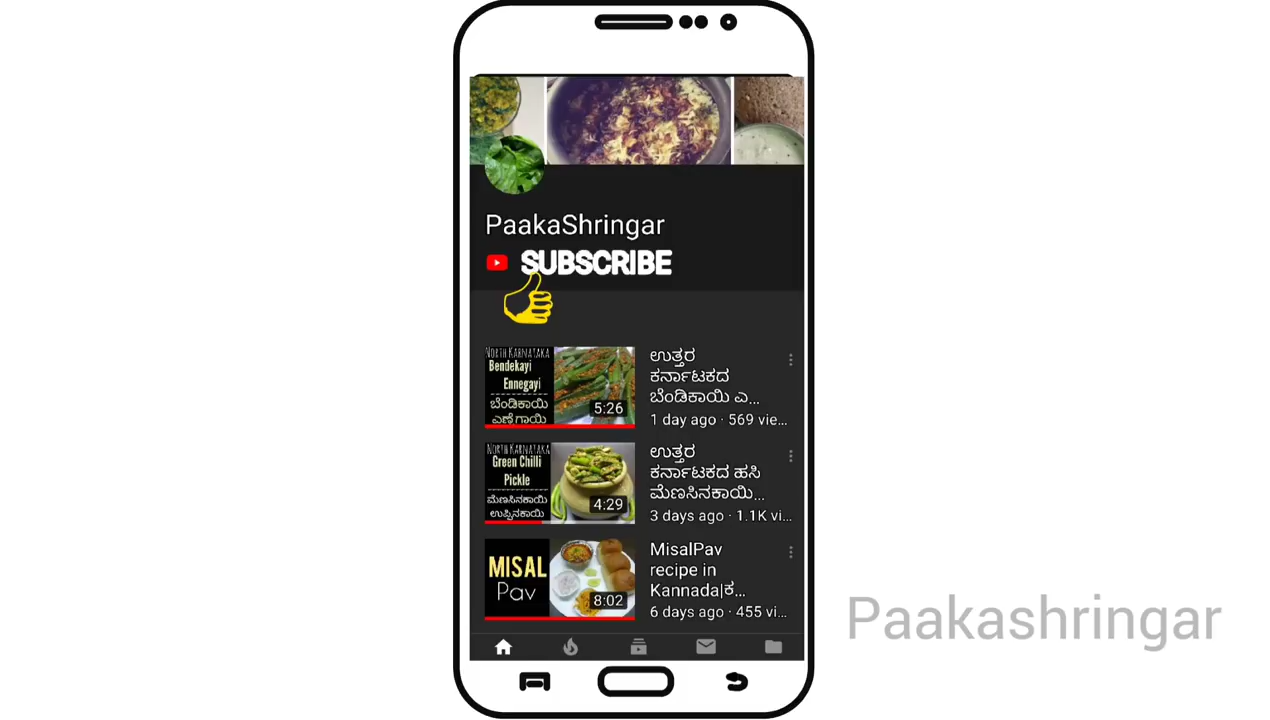 PaakaShringar
SUBSCRIBE
NORTH KARNATAKA
Bendekayi
Ennegayi
ಬೆಂಡಿಕಾಯಿ
ಎಣೆಗಾಯಿ
5:26
ಉತ್ತರ
ಕರ್ನಾಟಕದ
ಬೆಂಡಿಕಾಯಿ ಎ...
1 day ago · 569 vie...
NORTH KARNATAKA
Green Chilli
Pickle
ಮೆಣಸಿನಕಾಯಿ
ಉಪ್ಪಿನಕಾಯಿ
4:29
ಉತ್ತರ
ಕರ್ನಾಟಕದ ಹಸಿ
ಮೆಣಸಿನಕಾಯಿ...
3 days ago · 1.1K vi...
MISAL
Pav
8:02
MisalPav
recipe in
Kannada|ಕ...
6 days ago · 455 vi...
Paakashringar